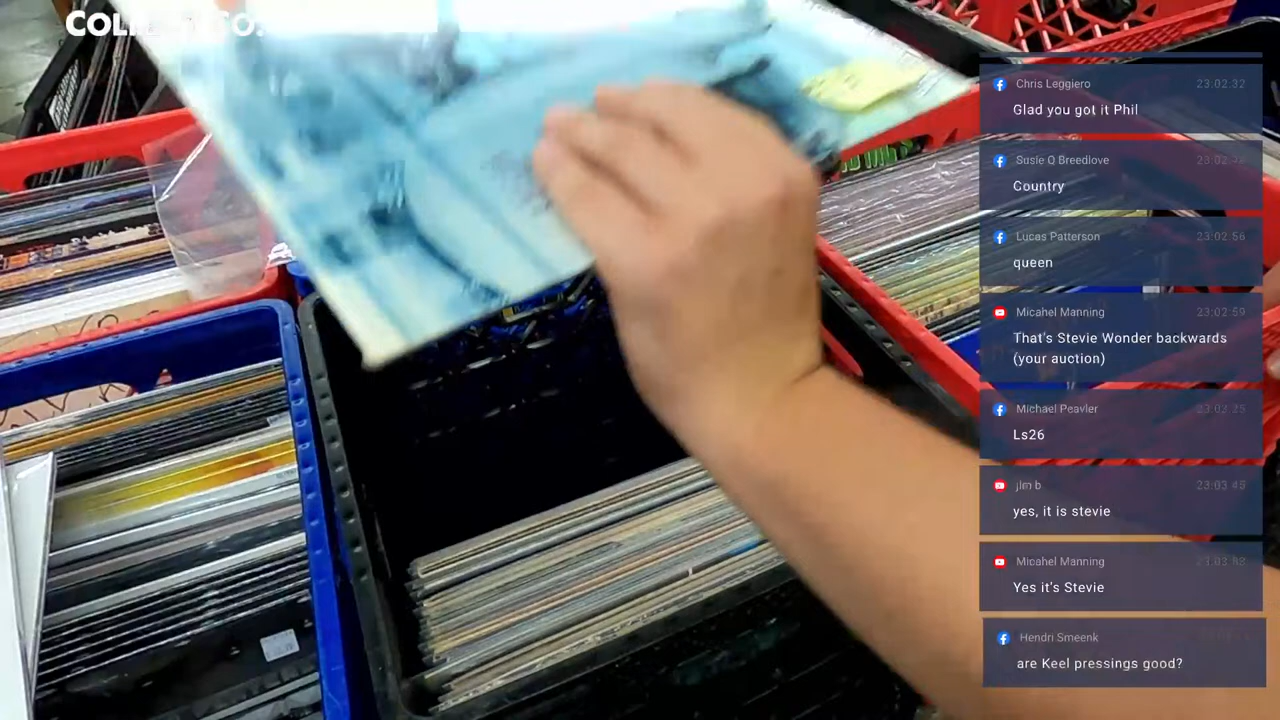 Chris Leggiero 23:02:32
Glad you got it Phil
Susie Q Breedlove
Country
Lucas Patterson 23:02:56
queen
Micahel Manning 23:02:59
That's Stevie Wonder backwards
(your auction)
Michael Peavler
Ls26
jlm b
yes, it is stevie
Micahel Manning
Yes it's Stevie
Hendri Smeenk
are Keel pressings good?